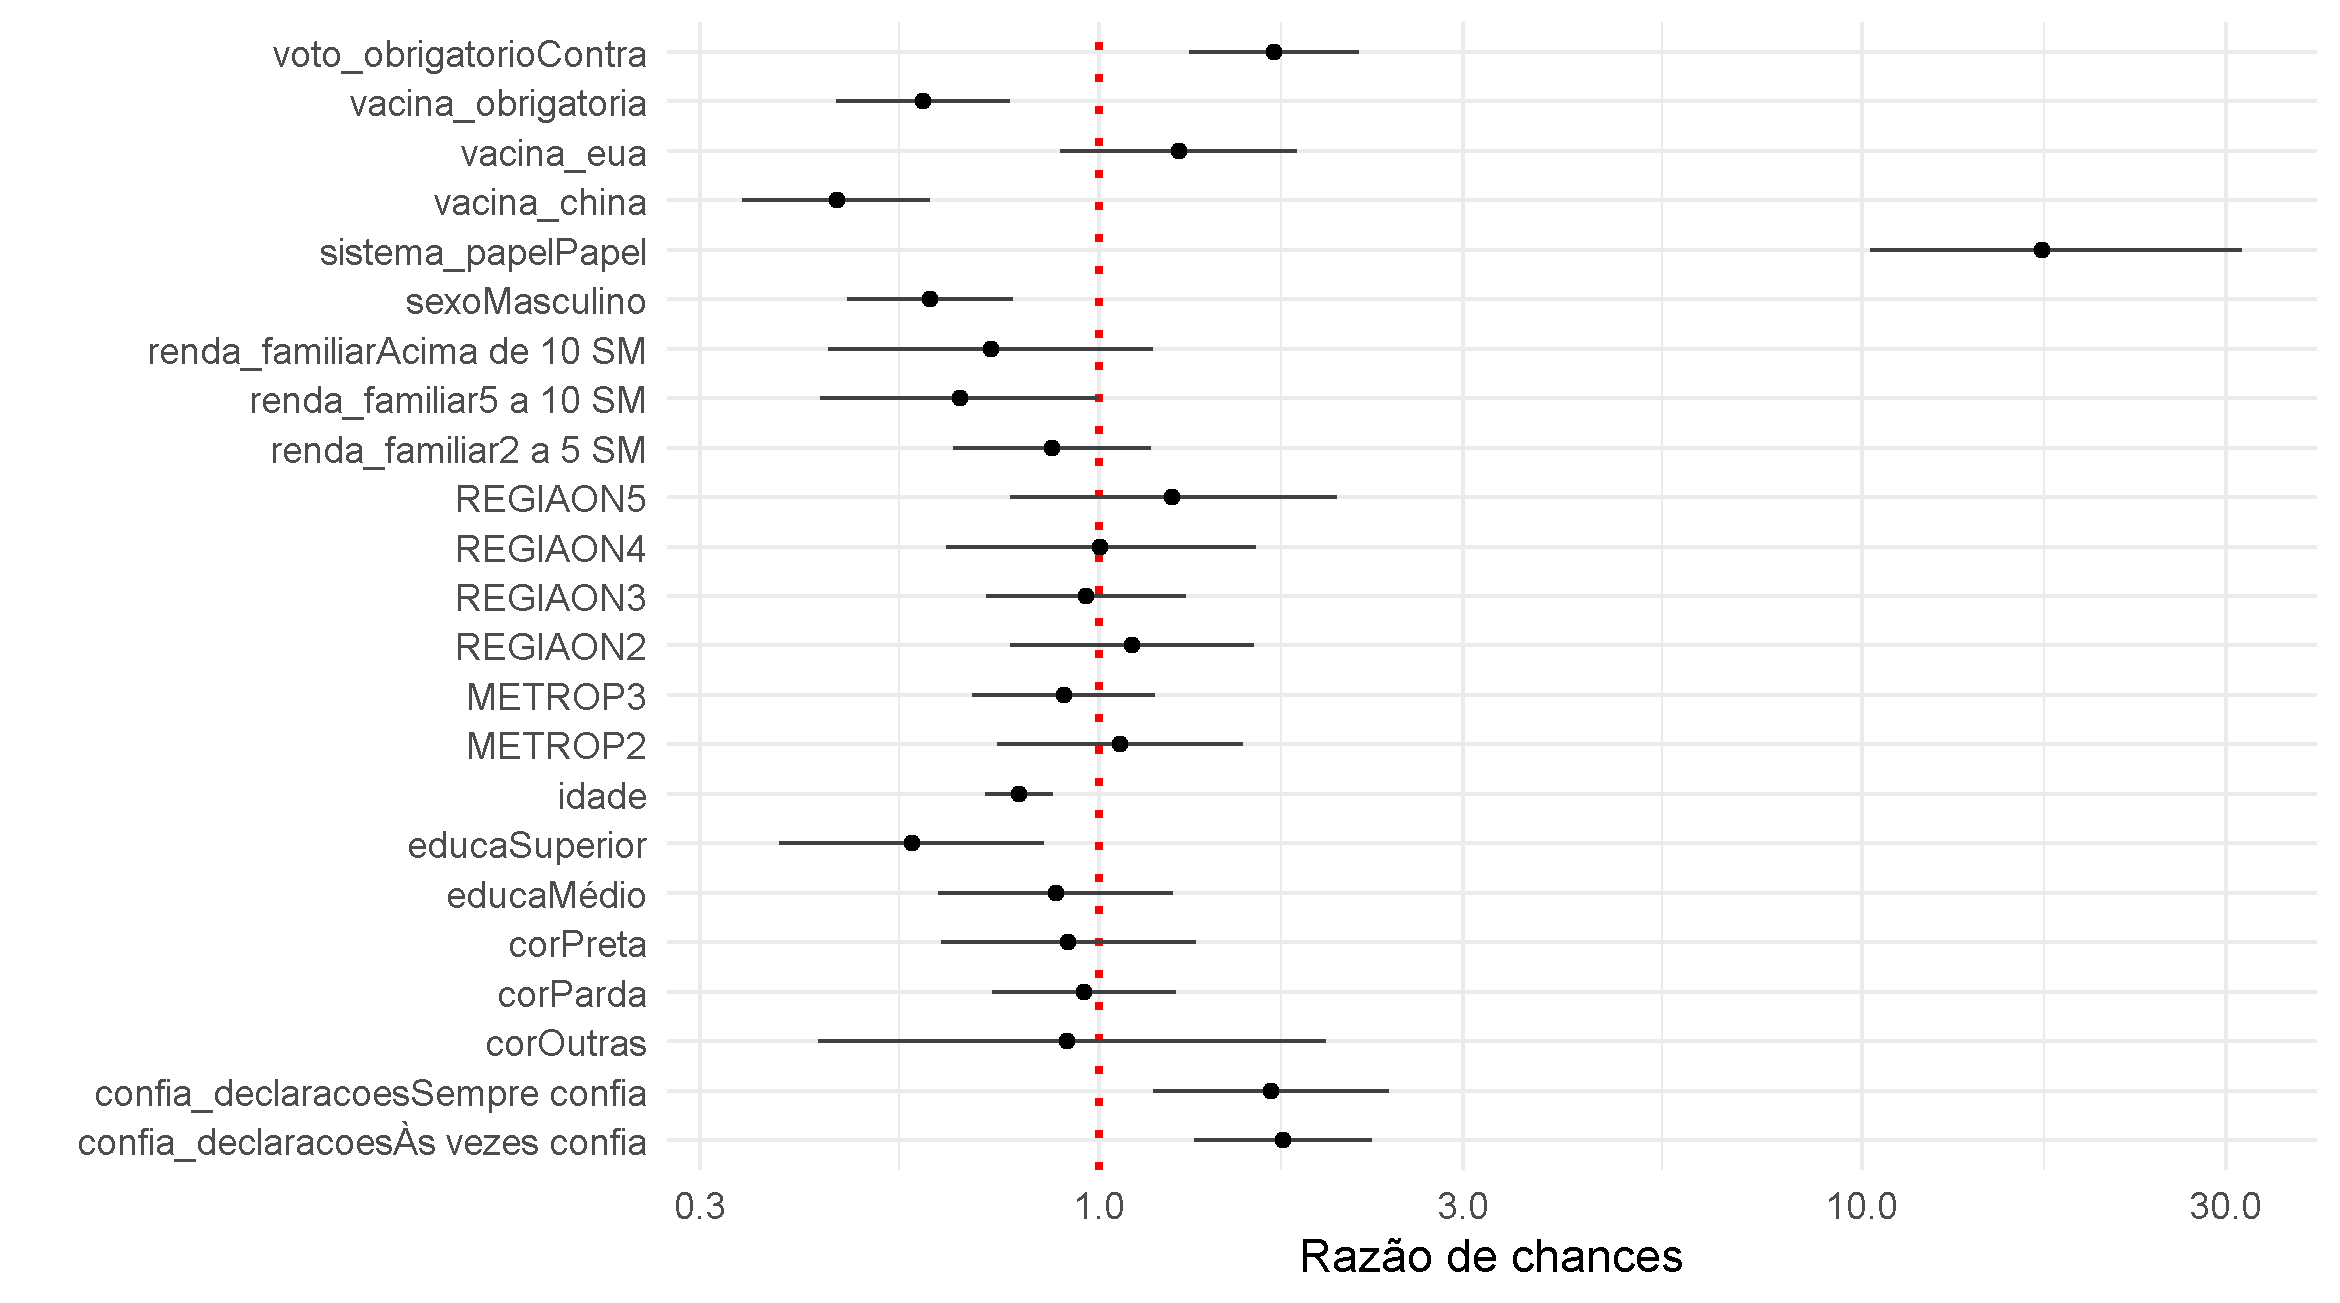 voto_obrigatorioContra
vacina_obrigatoria
vacina_eua
vacina_china
sistema_papelPapel
sexoMasculino
renda_familiarAcima de 10 SM
renda_familiar5 a 10 SM
renda_familiar2 a 5 SM
REGIAON5
REGIAON4
REGIAON3
REGIAON2
METROP3
METROP2
idade
educaSuperior
educaMédio
corPreta
corParda
corOutras
confia_declaracoesSempre confia
confia_declaracoesÀs vezes confia
0.3 1.0 3.0 10.0 30.0
Razão de chances